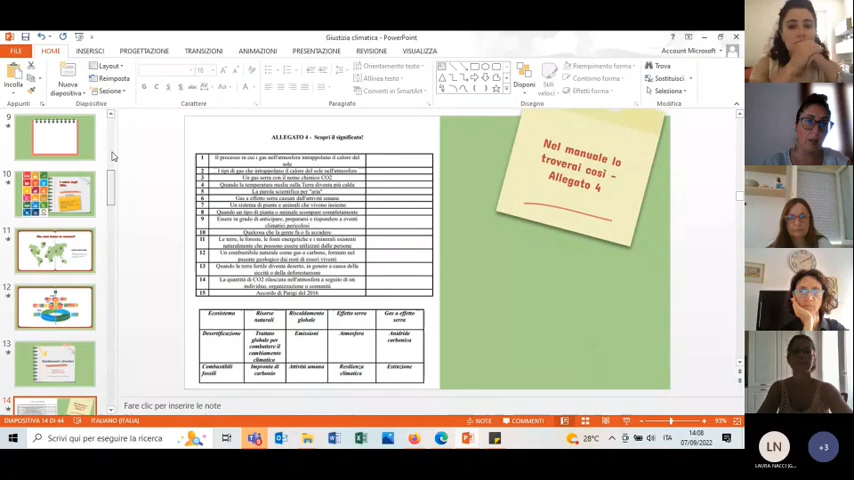 Giustizia climatica - PowerPoint
FILE HOME INSERISCI PROGETTAZIONE TRANSIZIONI ANIMAZIONI PRESENTAZIONE REVISIONE VISUALIZZA Account Microsoft
Incolla
Nuova
diapositiva
Layout
Reimposta
Sezione
18
Orientamento testo
Allinea testo
Converti in SmartArt
Disponi
Stili
veloci
Riempimento forma
Contorno forma
Effetti forma
Trova
Sostituisci
Seleziona
Appunti Diapositive Carattere Paragrafo Disegno Modifica
9
10
11
12
13
14
ALLEGATO 4 - Scopri il significato!
1 Il processo in cui i gas nell'atmosfera intrappolano il calore del
sole
2 I tipi di gas che intrappolano il calore del sole nell'atmosfera
3 Un gas serra con il nome chimico CO2
4 Quando la temperatura media sulla Terra diventa più calda
5 La parola scientifica per "aria"
6 Gas a effetto serra causati dall'attività umana
7 Un sistema di piante e animali che vivono insieme
8 Quando un tipo di pianta o animale scompare completamente
9 Essere in grado di anticipare, prepararsi o rispondere a eventi
climatici pericolosi
10 Qualcosa che la gente fa o fa accadere
11 Le terre, le foreste, le fonti energetiche e i minerali esistenti
naturalmente che possono essere utilizzati dalle persone
12 Un combustibile naturale come gas o carbone, formato nel
passato geologico dai resti di esseri viventi
13 Quando la terra fertile diventa deserto, in genere a causa della
siccità o della deforestazione
14 La quantità di CO2 rilasciata nell'atmosfera a seguito di un
individuo, organizzazione o comunità
15 Accordo di Parigi del 2016
Ecosistema
Risorse
naturali
Riscaldamento
globale
Effetto serra
Gas a effetto
serra
Desertificazione
Trattato
globale per
combattere il
cambiamento
climatico
Emissioni
Atmosfera
Anidride
carbonica
Combustibili
fossili
Impronta di
carbonio
Attività umana
Resilienza
climatica
Estinzione
Nel manuale lo
troverai così -
Allegato 4
Fare clic per inserire le note
DIAPOSITIVA 14 DI 44 ITALIANO (ITALIA) NOTE COMMENTI 93%
Scrivi qui per eseguire la ricerca
28°C
ITA
14:08
07/09/2022
LN
+3
LAURA NACCI (G...